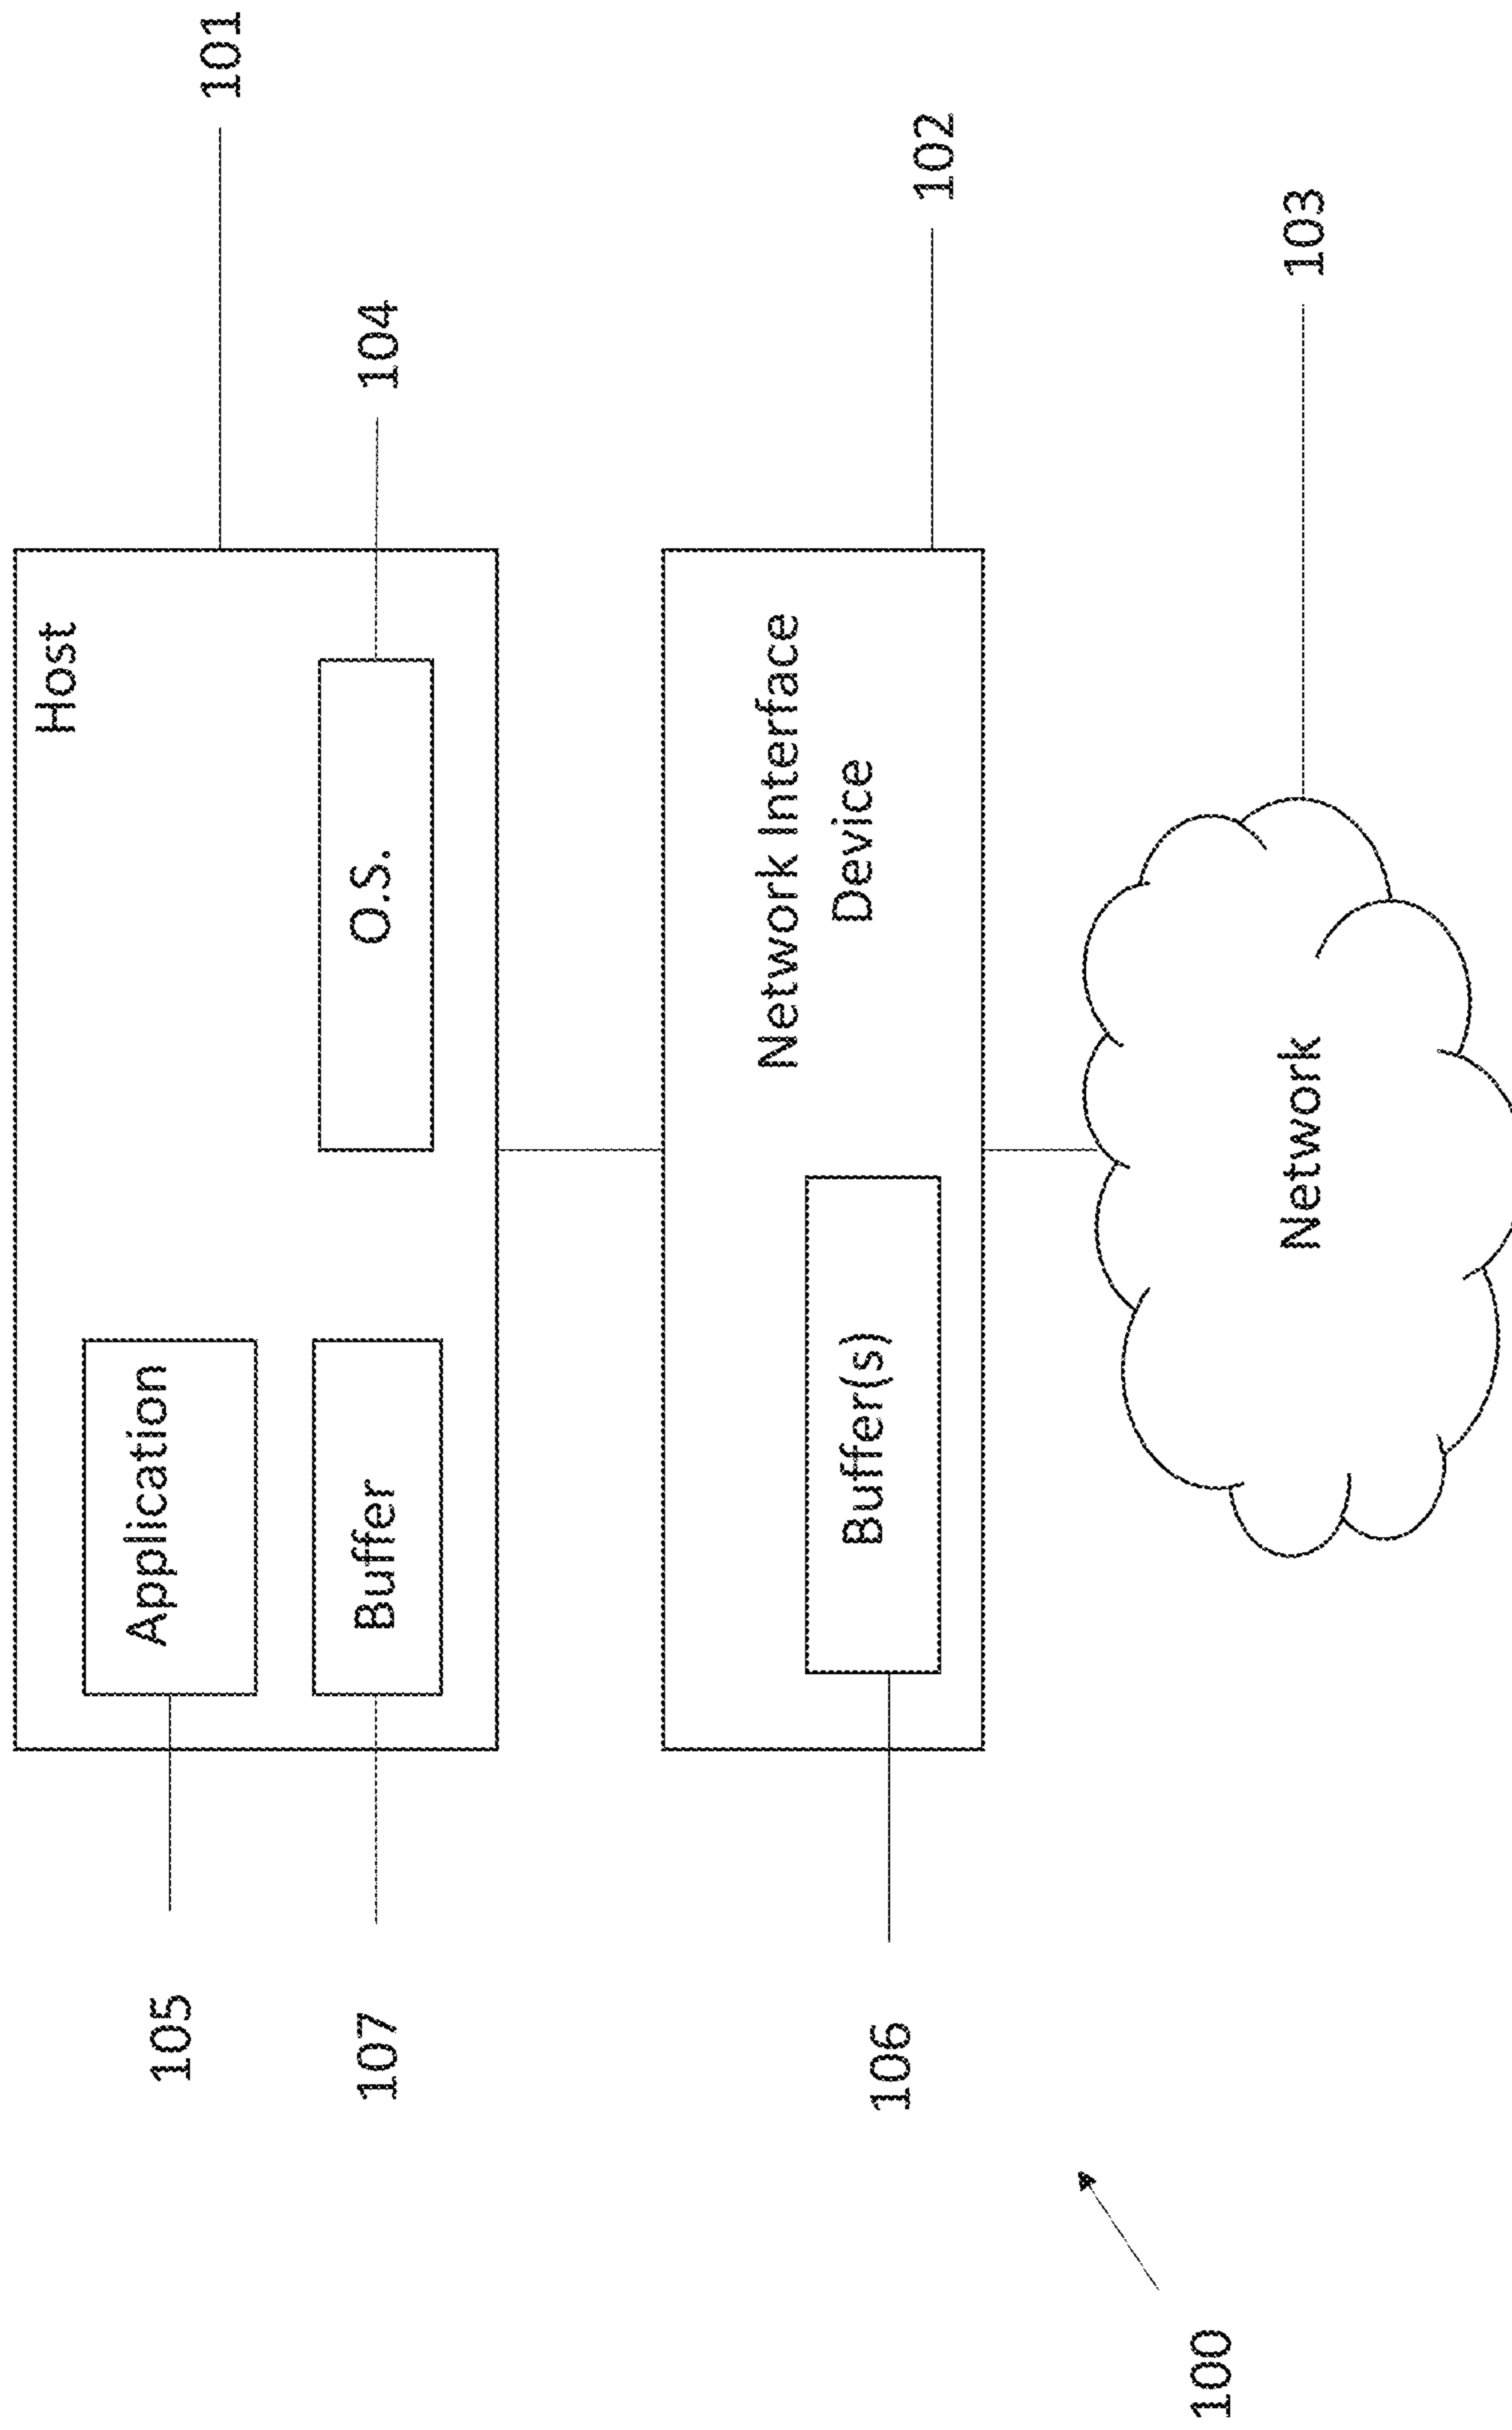 Host
101
Application
105
O.S.
104
Buffer
107
Network Interface
Device
102
Buffer(s)
106
Network
103
100